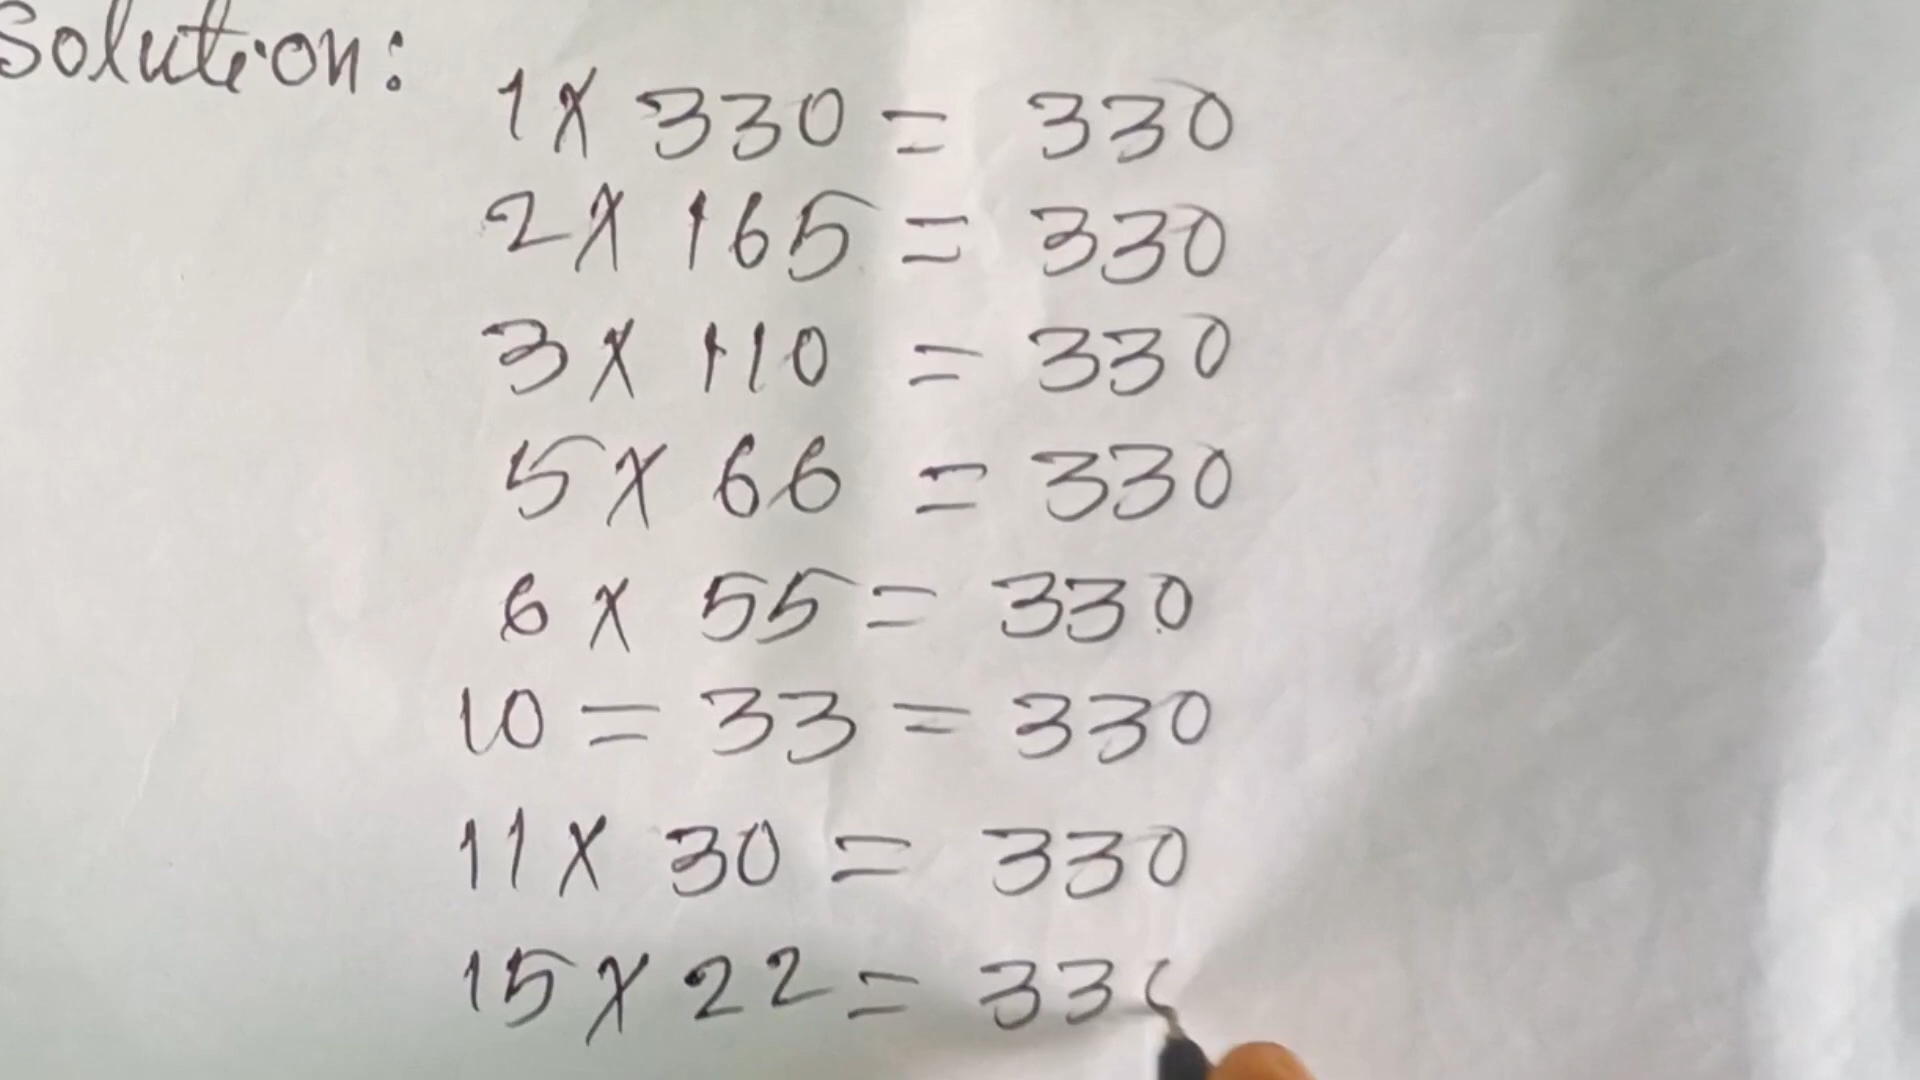 Solution:
1 × 330 = 330
2 × 165 = 330
3 × 110 = 330
5 × 66 = 330
6 × 55 = 330
10 = 33 = 330
11 × 30 = 330
15 × 22 = 330